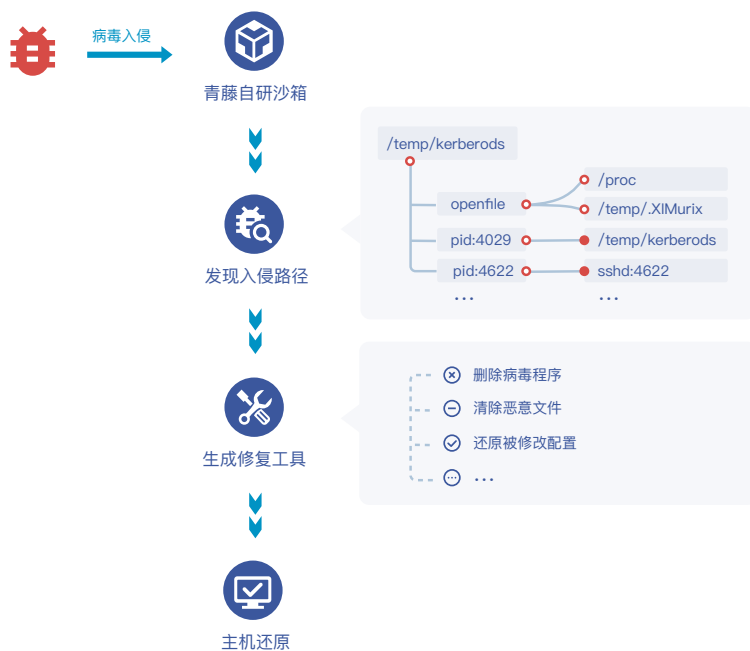 病毒入侵
青藤自研沙箱
/temp/kerberods
openfile
/proc
/temp/.XlMurix
pid:4029
/temp/kerberods
pid:4622
sshd:4622
...
...
发现入侵路径
删除病毒程序
清除恶意文件
还原被修改配置
...
生成修复工具
主机还原